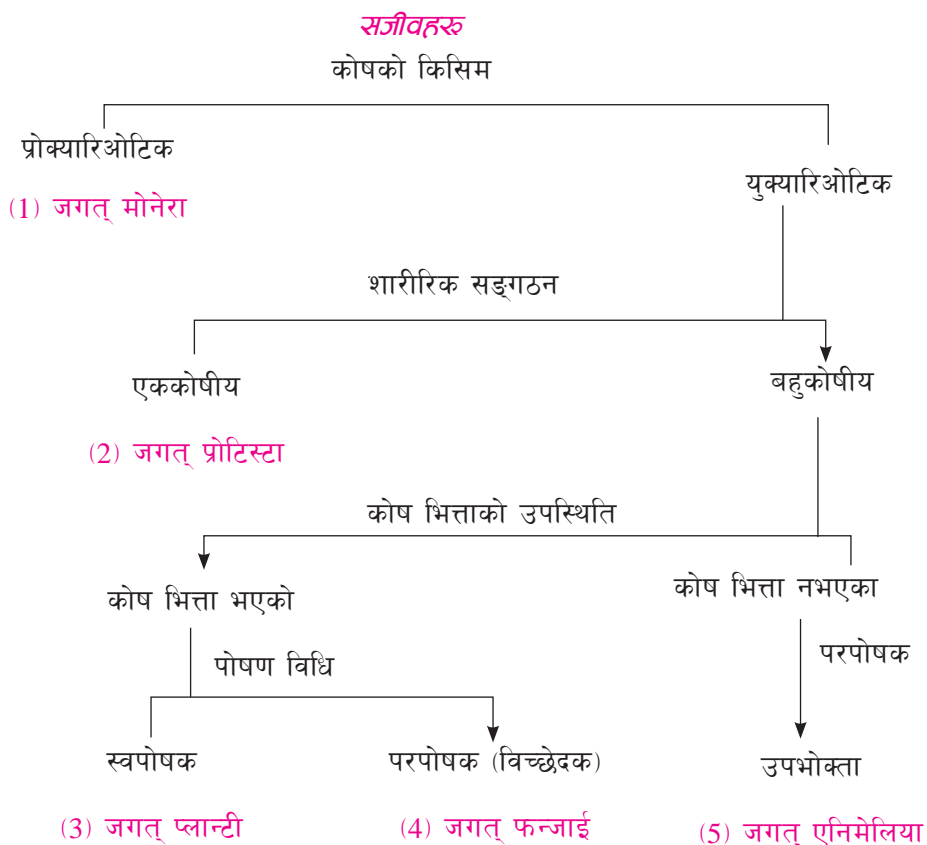 सजीवहरू
कोषको किसिम
प्रोक्यारिओटिक
युक्यारिओटिक
(1) जगत् मोनेरा
शारीरिक सङ्गठन
एककोषीय
बहुकोषीय
(2) जगत् प्रोटिस्टा
कोष भित्ताको उपस्थिति
कोष भित्ता भएको
कोष भित्ता नभएका
पोषण विधि
परपोषक
स्वपोषक
परपोषक (विच्छेदक)
उपभोक्ता
(3) जगत् प्लान्टी
(4) जगत् फन्जाई
(5) जगत् एनिमेलिया